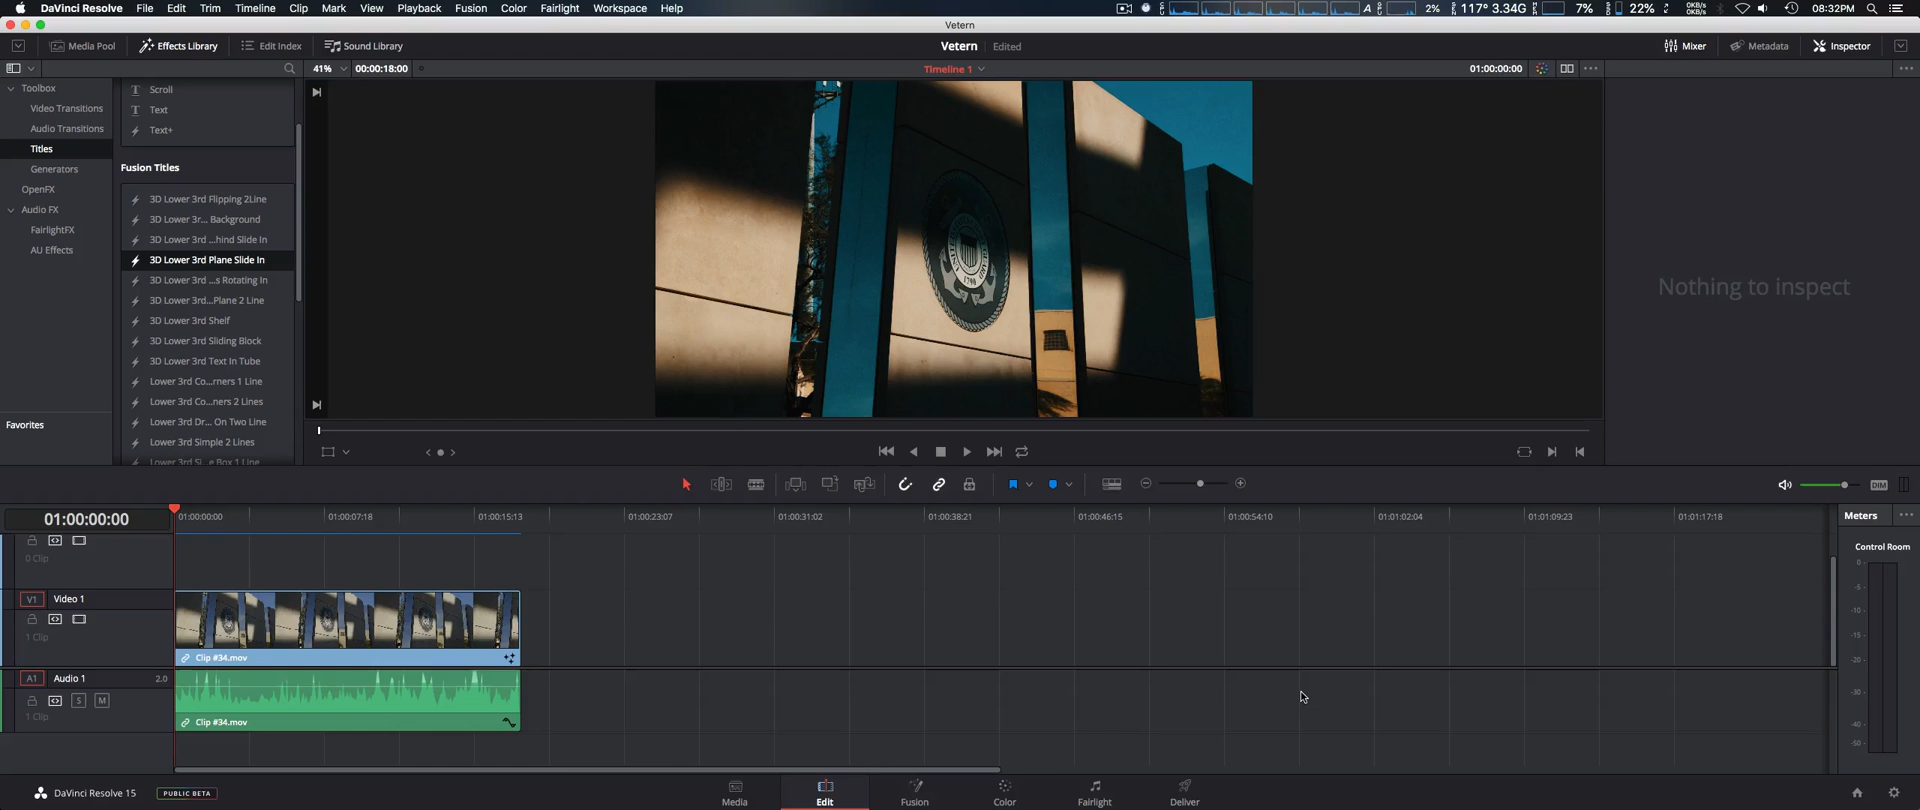 DaVinci Resolve File Edit Trim Timeline Clip Mark View Playback Fusion Color Fairlight Workspace Help
2% 117° 3.34G 7% 22% 0KB/s 0KB/s 08:32PM
Vetern
Media Pool Effects Library Edit Index Sound Library Vetern Edited Mixer Metadata Inspector
41% 00:00:18:00 Timeline 1 01:00:00:00
Toolbox
Video Transitions
Audio Transitions
Titles
Generators
OpenFX
Audio FX
FairlightFX
AU Effects
Favorites
Scroll
Text
Text+
Fusion Titles
3D Lower 3rd Flipping 2Line
3D Lower 3r... Background
3D Lower 3rd ...hind Slide In
3D Lower 3rd Plane Slide In
3D Lower 3rd ...s Rotating In
3D Lower 3rd...Plane 2 Line
3D Lower 3rd Shelf
3D Lower 3rd Sliding Block
3D Lower 3rd Text In Tube
Lower 3rd Co...rners 1 Line
Lower 3rd Co...ners 2 Lines
Lower 3rd Dr... On Two Line
Lower 3rd Simple 2 Lines
Lower 3rd Si...e Box 1 Line
1790
Nothing to inspect
DIM
01:00:00:00
01:00:00:00 01:00:07:18 01:00:15:13 01:00:23:07 01:00:31:02 01:00:38:21 01:00:46:15 01:00:54:10 01:01:02:04 01:01:09:23 01:01:17:18
0 Clip
V1 Video 1
1 Clip
Clip #34.mov
A1 Audio 1 2.0
S M
1 Clip
Clip #34.mov
Meters
Control Room
0
-5
-10
-15
-20
-30
-40
-50
DaVinci Resolve 15 PUBLIC BETA
Media Edit Fusion Color Fairlight Deliver